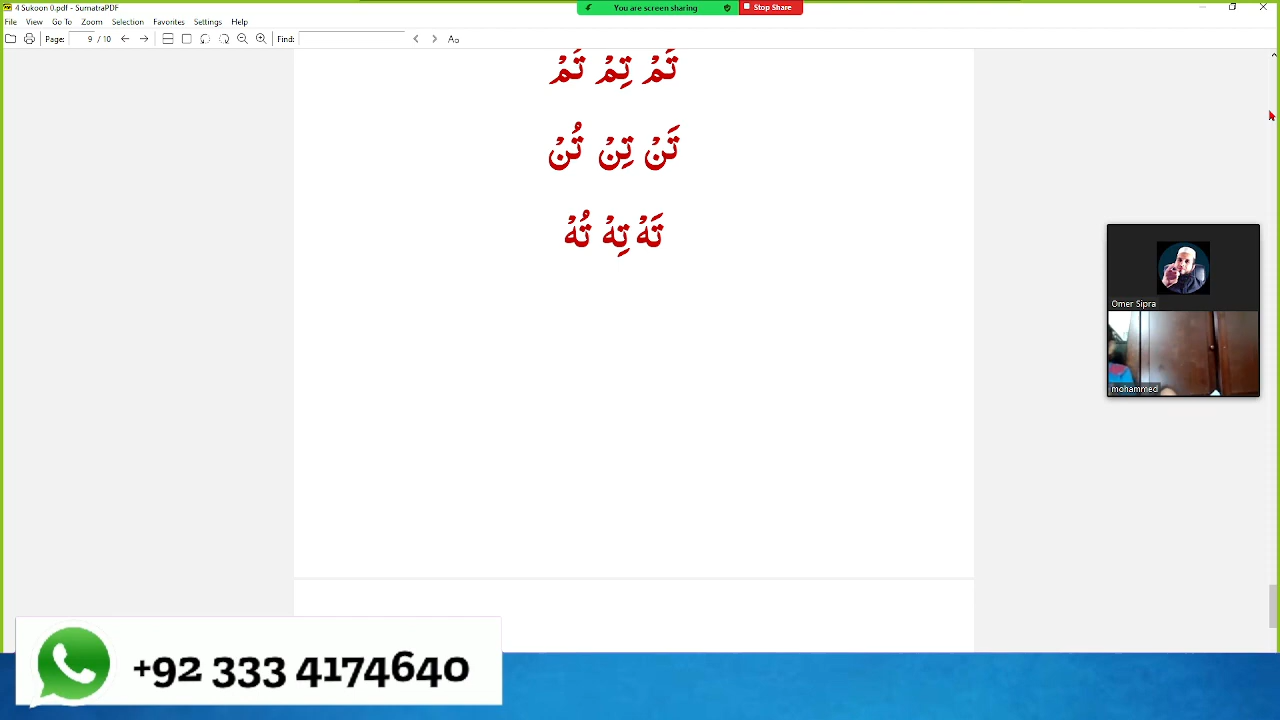 4 Sukoon ().pdf - SumatraPDF
You are screen sharing
Stop Share
File View Go To Zoom Selection Favorites Settings Help
Page: 9 / 10 Find:
تَمْ تِمْ تَمْ
تَنْ تِنْ تُنْ
تَهْ تِهْ تُهْ
Omer Sipra
mohammed
+92 333 4174640